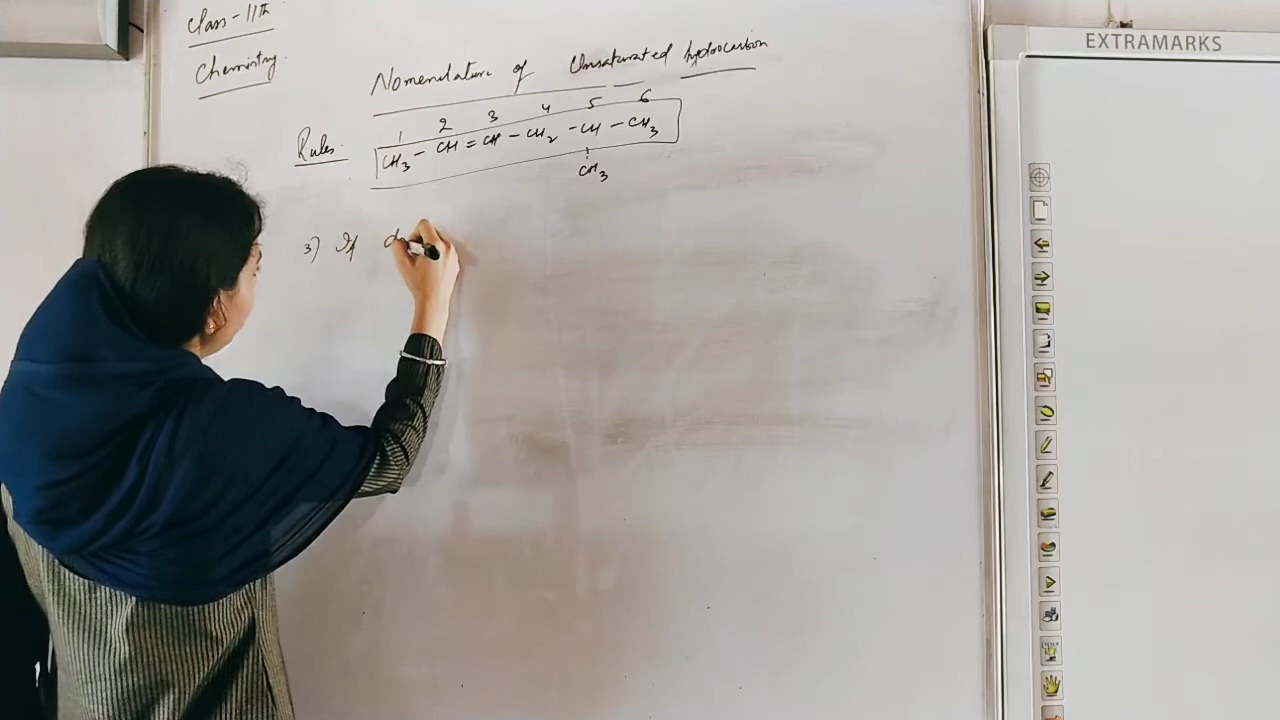 Class-11th
Chemistry
EXTRAMARKS
Nomenclature of Unsaturated hydrocarbon
Rules.
1 2 3 4 5 6
CH3 - CH = CH - CH2 - CH - CH3
CH3
3) If do